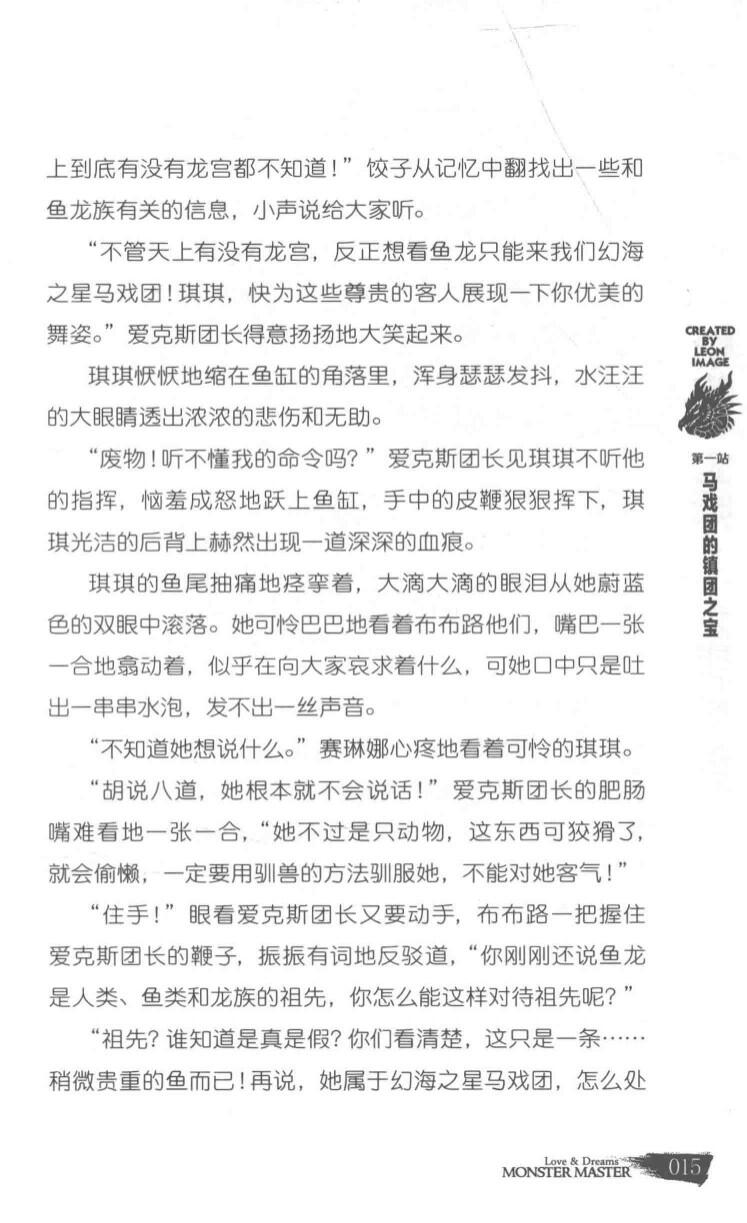 上到底有没有龙宫都不知道！”饺子从记忆中翻找出一些和
鱼龙族有关的信息，小声说给大家听。
“不管天上有没有龙宫，反正想看鱼龙只能来我们幻海
之星马戏团！琪琪，快为这些尊贵的客人展现一下你优美的
舞姿。”爱克斯团长得意扬扬地大笑起来。
琪琪恹恹地缩在鱼缸的角落里，浑身瑟瑟发抖，水汪汪
的大眼睛透出浓浓的悲伤和无助。
“废物！听不懂我的命令吗？”爱克斯团长见琪琪不听他
的指挥，恼羞成怒地跃上鱼缸，手中的皮鞭狠狠挥下，琪
琪光洁的后背上赫然出现一道深深的血痕。
琪琪的鱼尾抽痛地痉挛着，大滴大滴的眼泪从她蔚蓝
色的双眼中滚落。她可怜巴巴地看着布布路他们，嘴巴一张
一合地翕动着，似乎在向大家哀求着什么，可她口中只是吐
出一串串水泡，发不出一丝声音。
“不知道她想说什么。”赛琳娜心疼地看着可怜的琪琪。
“胡说八道，她根本就不会说话！”爱克斯团长的肥肠
嘴难看地一张一合，“她不过是只动物，这东西可狡猾了，
就会偷懒，一定要用驯兽的方法驯服她，不能对她客气！”
“住手！”眼看爱克斯团长又要动手，布布路一把握住
爱克斯团长的鞭子，振振有词地反驳道，“你刚刚还说鱼龙
是人类、鱼类和龙族的祖先，你怎么能这样对待祖先呢？”
“祖先？谁知道是真是假？你们看清楚，这只是一条……
稍微贵重的鱼而已！再说，她属于幻海之星马戏团，怎么处
CREATED
BY
LEON
IMAGE
第一站
马戏团的镇团之宝
Love & Dreams
MONSTER MASTER
015